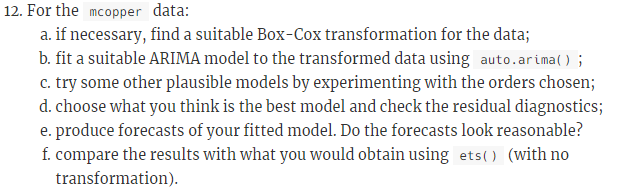 12. For the mcopper data:
a. if necessary, find a suitable Box-Cox transformation for the data;
b. fit a suitable ARIMA model to the transformed data using auto.arima() ;
c. try some other plausible models by experimenting with the orders chosen;
d. choose what you think is the best model and check the residual diagnostics;
e. produce forecasts of your fitted model. Do the forecasts look reasonable?
f. compare the results with what you would obtain using ets() (with no
transformation).